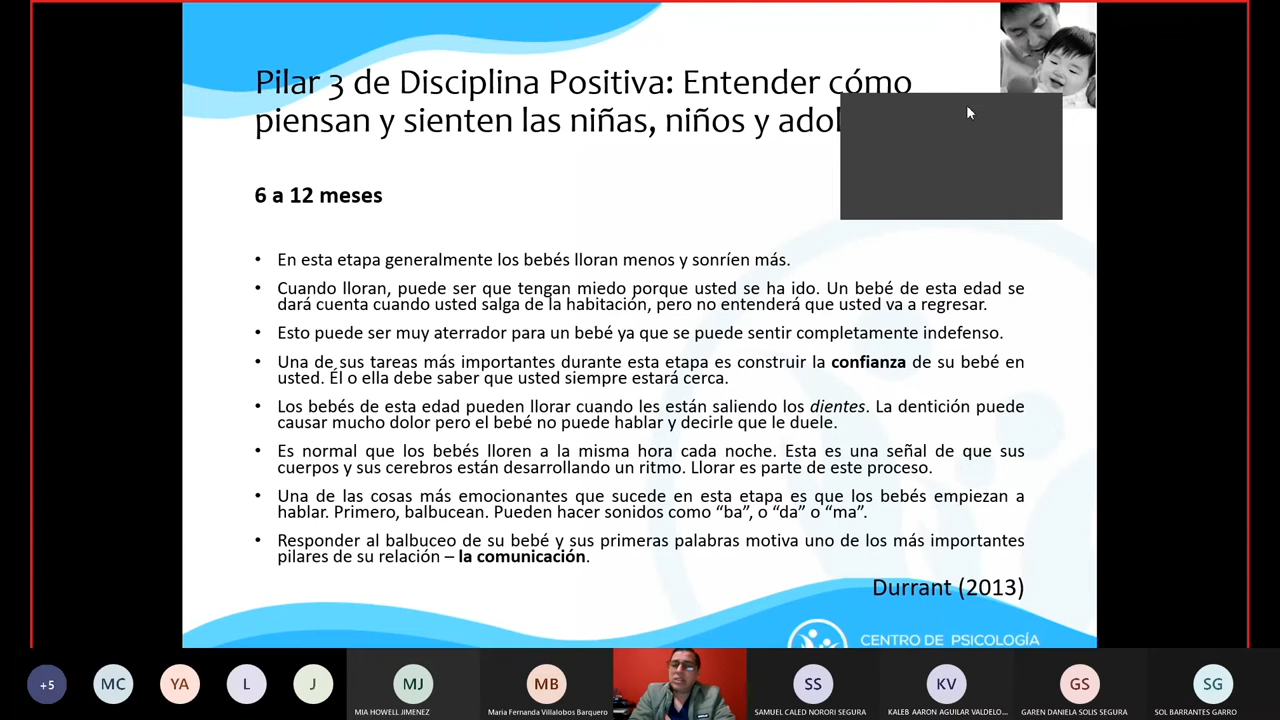 Pilar 3 de Disciplina Positiva: Entender cómo
piensan y sienten las niñas, niños y
6 a 12 meses
• En esta etapa generalmente los bebés lloran menos y sonríen más.
• Cuando lloran, puede ser que tengan miedo porque usted se ha ido. Un bebé de esta edad se
dará cuenta cuando usted salga de la habitación, pero no entenderá que usted va a regresar.
• Esto puede ser muy aterrador para un bebé ya que se puede sentir completamente indefenso.
• Una de sus tareas más importantes durante esta etapa es construir la confianza de su bebé en
usted. Él o ella debe saber que usted siempre estará cerca.
• Los bebés de esta edad pueden llorar cuando les están saliendo los dientes. La dentición puede
causar mucho dolor pero el bebé no puede hablar y decirle que le duele.
• Es normal que los bebés lloren a la misma hora cada noche. Esta es una señal de que sus
cuerpos y sus cerebros están desarrollando un ritmo. Llorar es parte de este proceso.
• Una de las cosas más emocionantes que sucede en esta etapa es que los bebés empiezan a
hablar. Primero, balbucean. Pueden hacer sonidos como “ba”, o “da” o “ma”.
• Responder al balbuceo de su bebé y sus primeras palabras motiva uno de los más importantes
pilares de su relación – la comunicación.
Durrant (2013)
CENTRO DE PSICOLOGÍA
+5 MC YA L J MJ MB SS KV GS SG
MIA HOWELL JIMENEZ Maria Fernanda Villalobos Barquero SAMUEL CALED NORORI SEGURA KALEB AARON AGUILAR VALDELO... GAREN DANIELA SOLIS SEGURA SOL BARRANTES GARRO